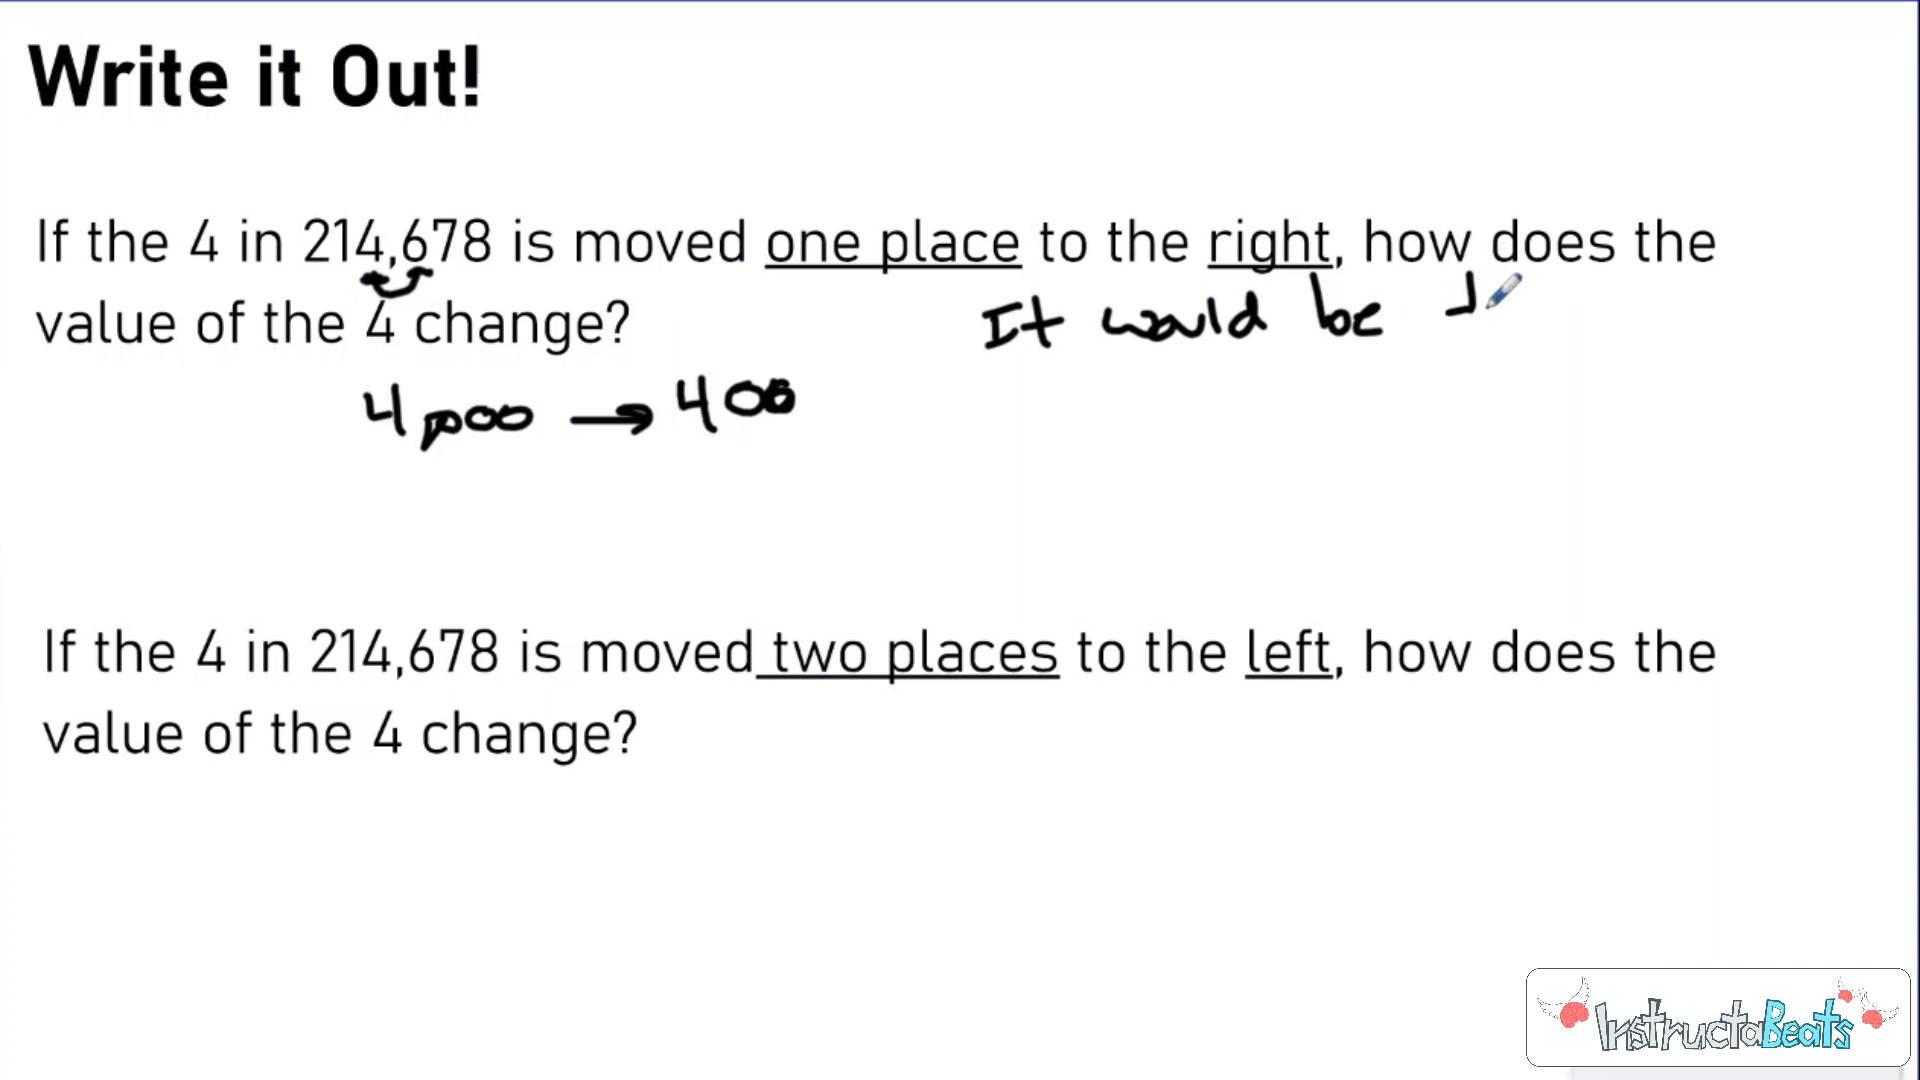 Write it Out!
If the 4 in 214,678 is moved one place to the right, how does the
value of the 4 change?
It would be
4,000 → 400
If the 4 in 214,678 is moved two places to the left, how does the
value of the 4 change?
InstructaBeats